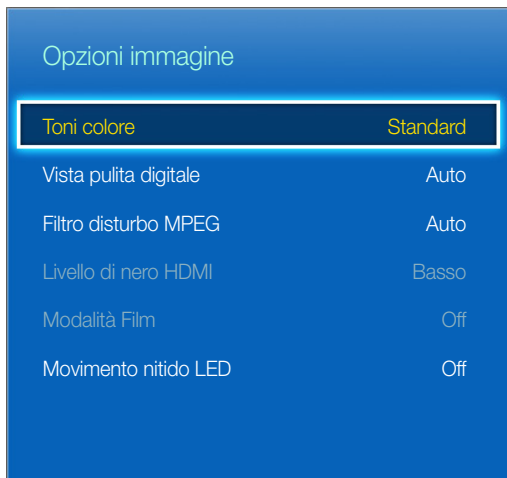 Opzioni immagine
Toni colore Standard
Vista pulita digitale Auto
Filtro disturbo MPEG Auto
Livello di nero HDMI Basso
Modalità Film Off
Movimento nitido LED Off